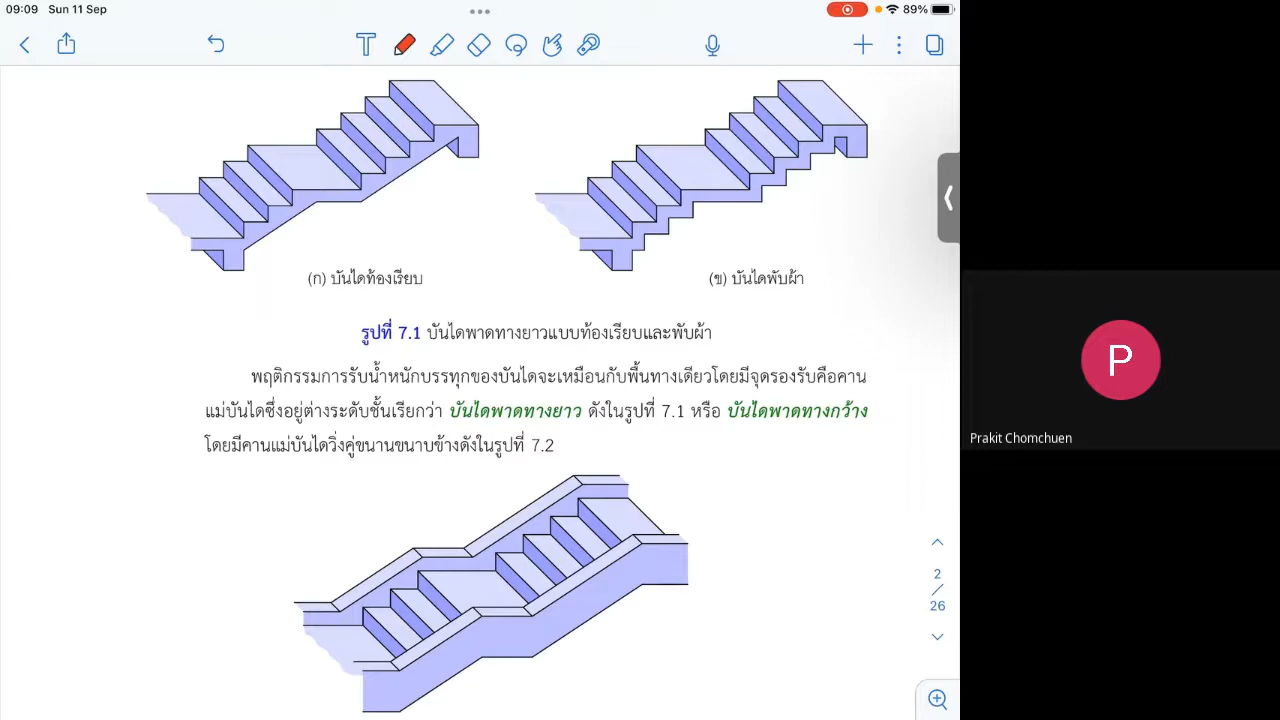 09:09 Sun 11 Sep
89%
(ก) บันไดท้องเรียบ
(ข) บันไดพับผ้า
รูปที่ 7.1 บันไดพาดทางยาวแบบท้องเรียบและพับผ้า
พฤติกรรมการรับน้ำหนักบรรทุกของบันไดจะเหมือนกับพื้นทางเดียวโดยมีจุดรองรับคือคาน
แม่บันไดซึ่งอยู่ต่างระดับชั้นเรียกว่า บันไดพาดทางยาว ดังในรูปที่ 7.1 หรือ บันไดพาดทางกว้าง
โดยมีคานแม่บันไดวิ่งคู่ขนานขนาบข้างดังในรูปที่ 7.2
2
/
26
P
Prakit Chomchuen